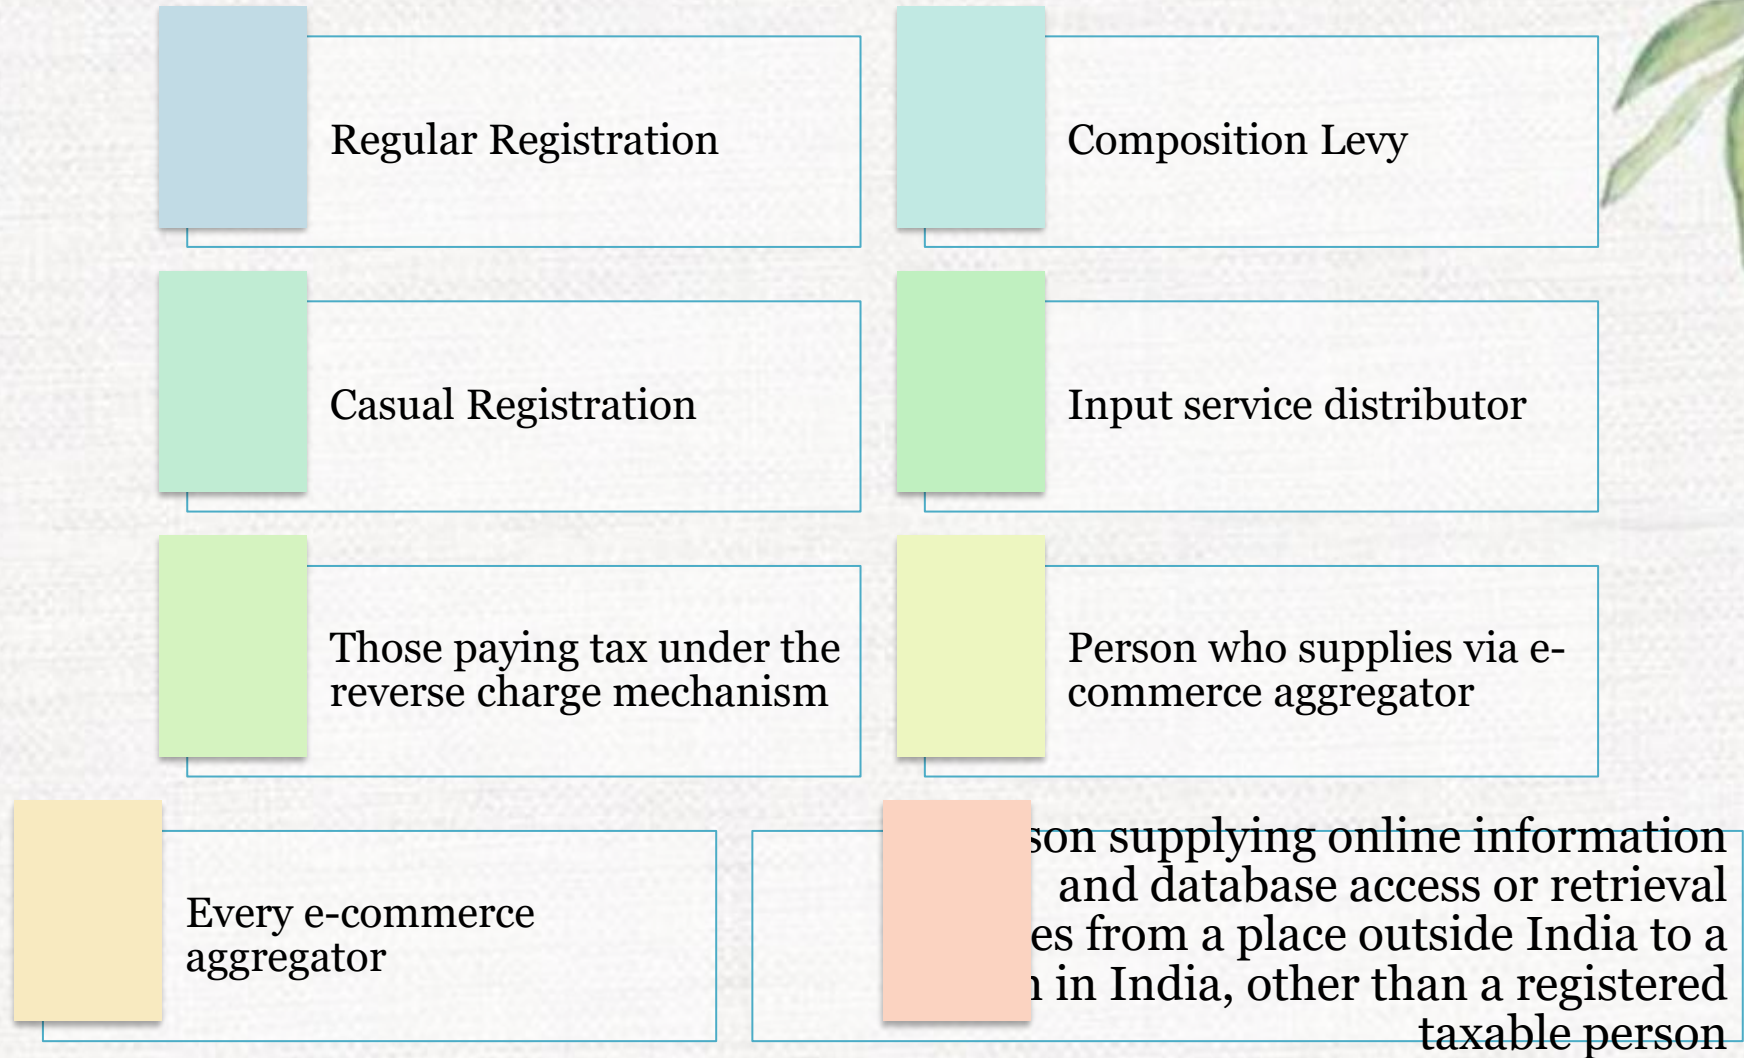 Regular Registration
Composition Levy
Casual Registration
Input service distributor
Those paying tax under the
reverse charge mechanism
Person who supplies via e-
commerce aggregator
Every e-commerce
aggregator
supplying online information
and database access or retrieval
from a place outside India to a
in India, other than a registered
taxable person